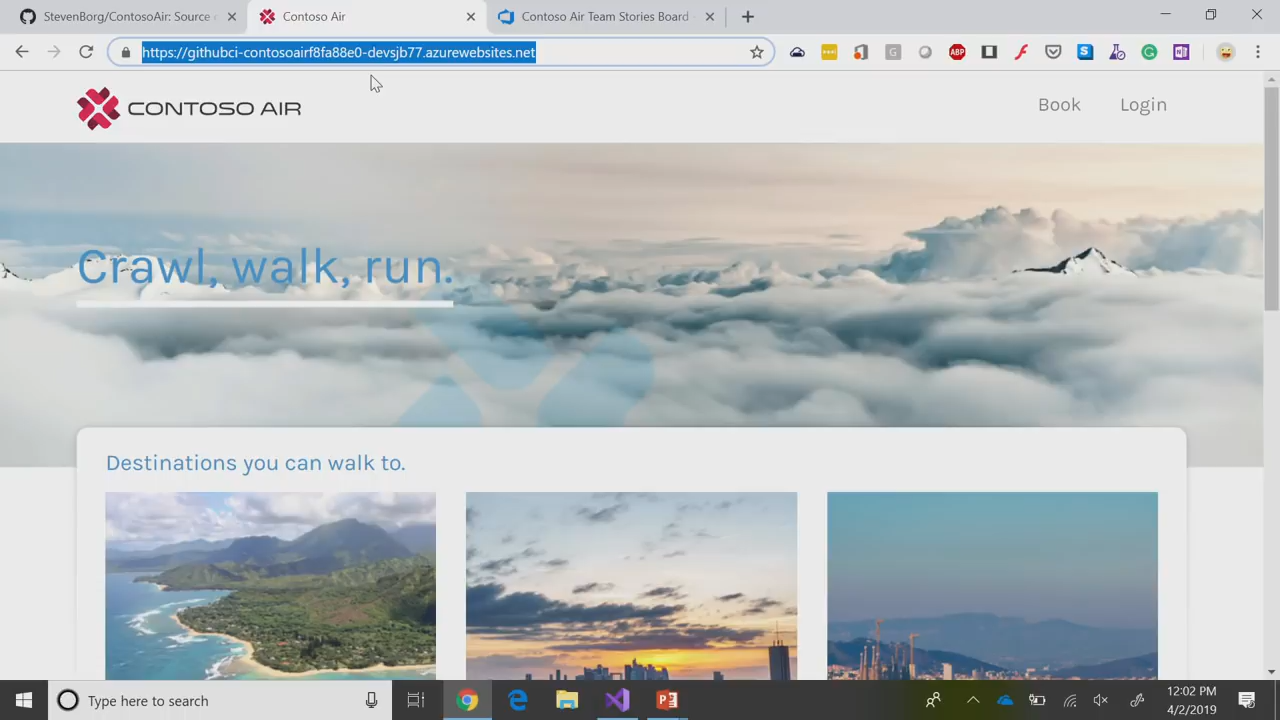 StevenBorg/ContosoAir: Source
Contoso Air
Contoso Air Team Stories Board
https://githubci-contosoairf8fa88e0-devsjb77.azurewebsites.net
ABP
CONTOSO AIR
Book
Login
Crawl, walk, run.
Destinations you can walk to.
Type here to search
12:02 PM
4/2/2019